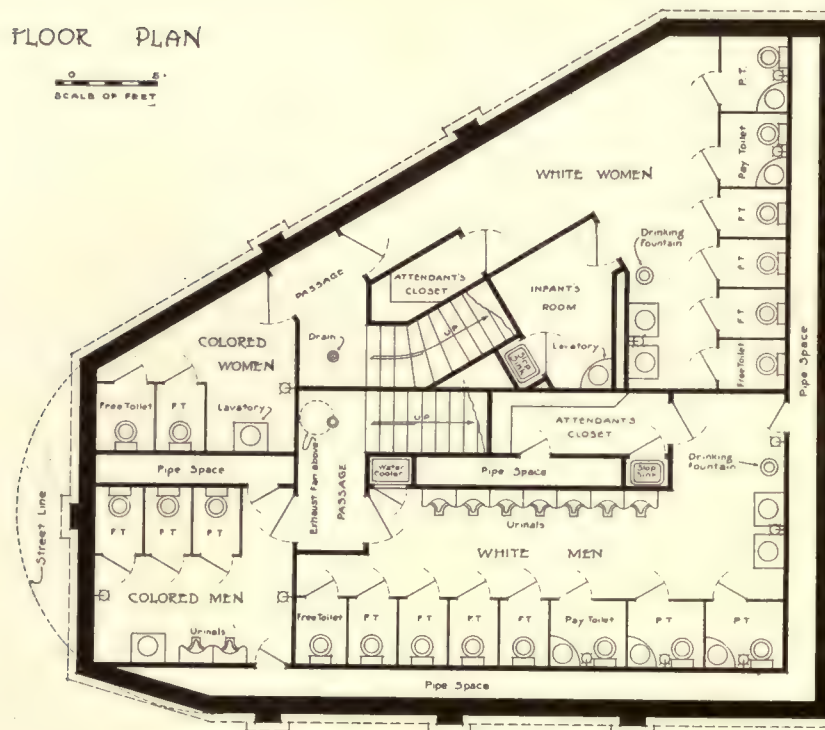 FLOOR PLAN
0 5'
SCALE OF FEET
P.T.
Pay Toilet
WHITE WOMEN
P.T
Drinking
Fountain
P.T
PASSAGE
ATTENDANT'S
CLOSET
INFANT'S
ROOM
P.T
UP
COLORED
WOMEN
Drain
Slop
Sink
Lavatory
Free Toilet
Pipe Space
Free Toilet
P.T
Lavatory
UP
ATTENDANT'S
CLOSET
Exhaust Fan above
PASSAGE
Pipe Space
Water
Cooler
Pipe Space
Slop
Sink
Drinking
Fountain
Street Line
P.T
P.T
P.T
Urinals
WHITE MEN
COLORED MEN
Urinals
Free Toilet
P.T
P.T
P.T
P.T
Pay Toilet
P.T
P.T
Pipe Space